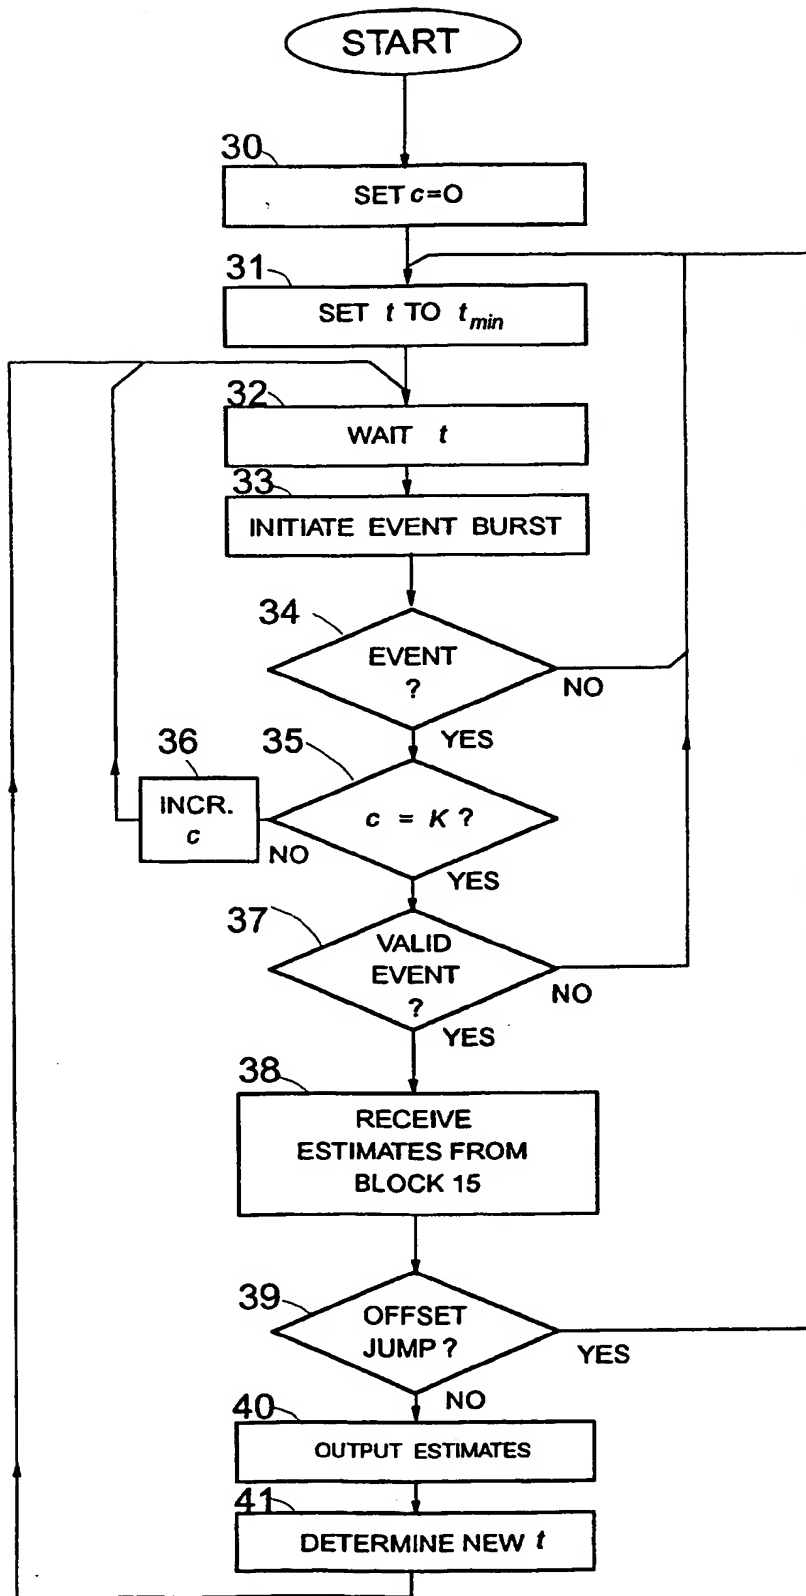 START
30
SET c=O
31
SET t TO tmin
32
WAIT t
33
INITIATE EVENT BURST
34
EVENT
?
NO
YES
35
36
INCR.
c
c = K ?
NO
YES
37
VALID
EVENT
?
NO
YES
38
RECEIVE
ESTIMATES FROM
BLOCK 15
39
OFFSET
JUMP ?
YES
NO
40
OUTPUT ESTIMATES
41
DETERMINE NEW t